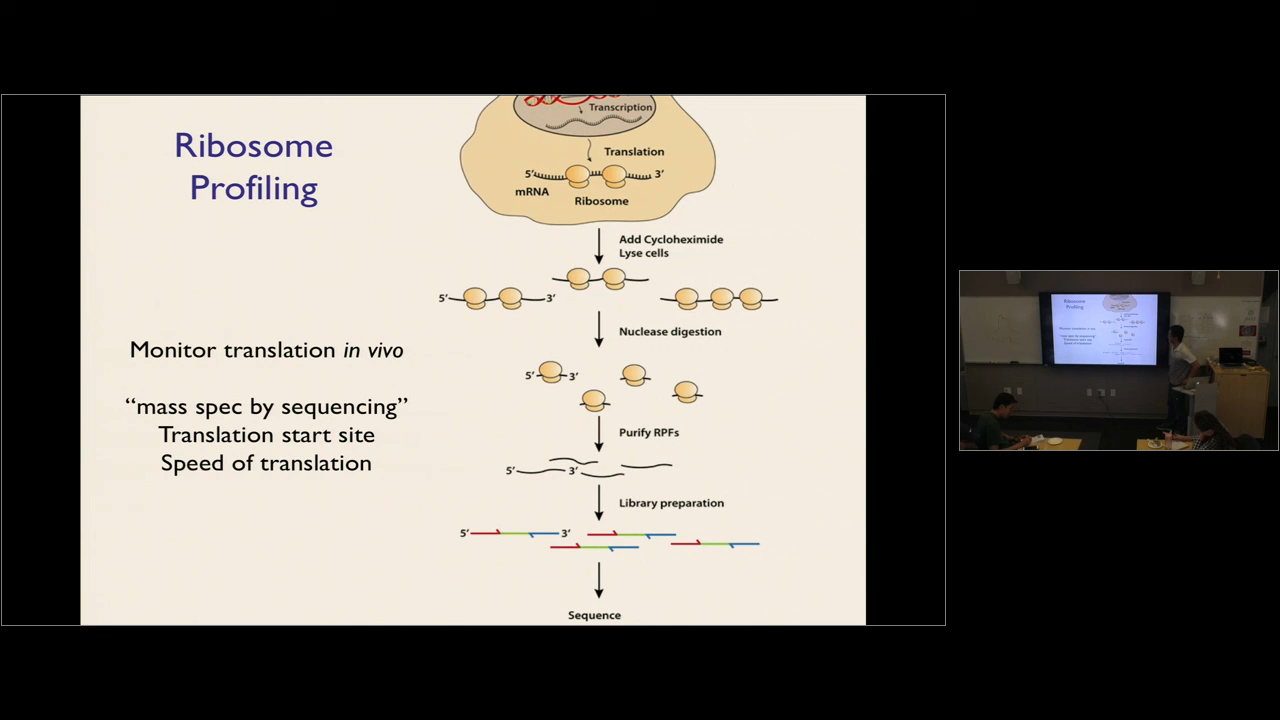 Ribosome
Profiling
Monitor translation in vivo
“mass spec by sequencing”
Translation start site
Speed of translation
Transcription
Translation
5’
3’
mRNA
Ribosome
Add Cycloheximide
Lyse cells
5’
3’
Nuclease digestion
5’
3’
Purify RPFs
5’
3’
Library preparation
5’
3’
Sequence
Ribosome
Profiling